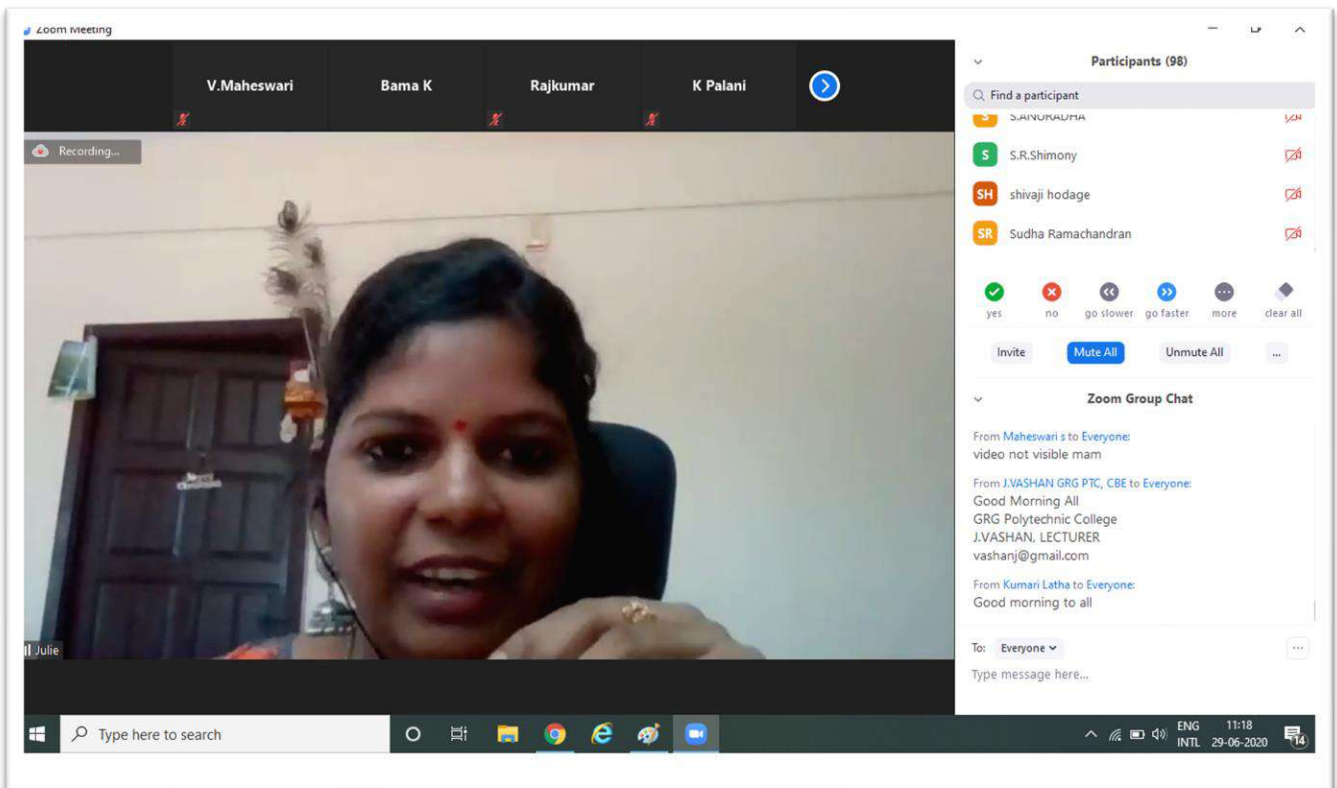 Zoom Meeting
V.Maheswari
Bama K
Rajkumar
K Palani
Recording...
Julie
Participants (98)
Find a participant
S
S.ANURADHA
S
S.R.Shimony
SH
shivaji hodage
SR
Sudha Ramachandran
yes
no
go slower
go faster
more
clear all
Invite
Mute All
Unmute All
...
Zoom Group Chat
From Maheswari s to Everyone:
video not visible mam
From J.VASHAN GRG PTC, CBE to Everyone:
Good Morning All
GRG Polytechnic College
J.VASHAN, LECTURER
vashanj@gmail.com
From Kumari Latha to Everyone:
Good morning to all
To: Everyone
...
Type message here...
Type here to search
ENG
INTL
11:18
29-06-2020
14